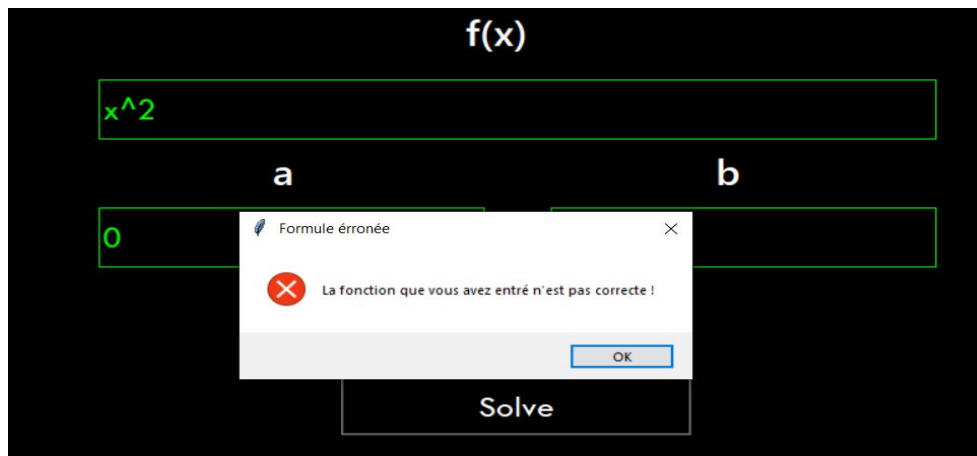 f(x)
x^2
a
b
0
Formule érronée
La fonction que vous avez entré n'est pas correcte !
OK
Solve